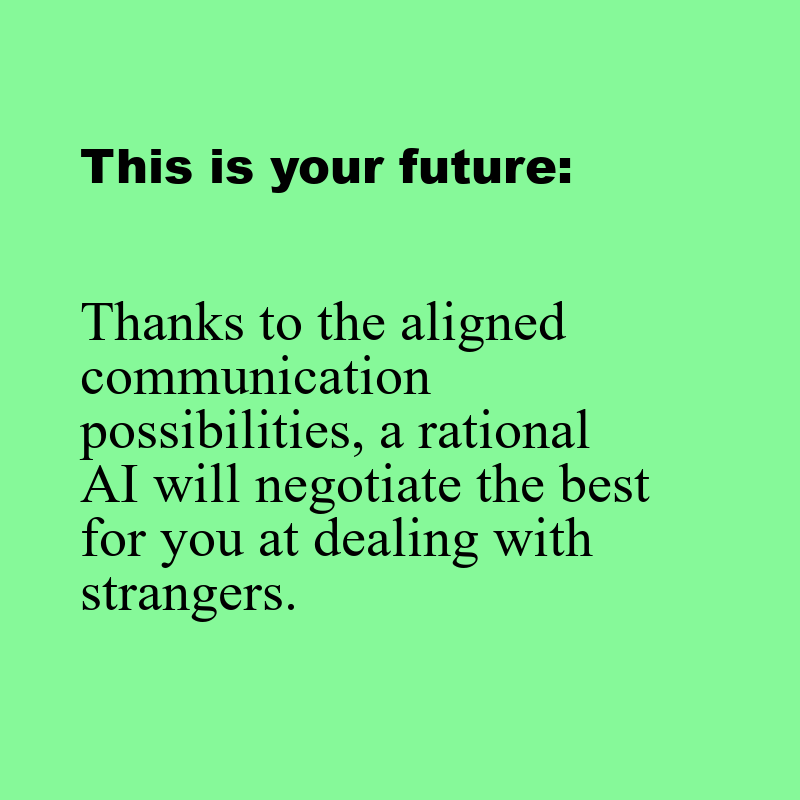 This is your future:
Thanks to the aligned
communication
possibilities, a rational
AI will negotiate the best
for you at dealing with
strangers.